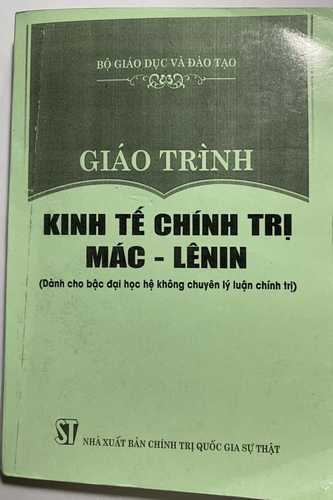 BỘ GIÁO DỤC VÀ ĐÀO TẠO
GIÁO TRÌNH
KINH TẾ CHÍNH TRỊ
MÁC - LÊNIN
(Dành cho bậc đại học hệ không chuyên lý luận chính trị)
ST
NHÀ XUẤT BẢN CHÍNH TRỊ QUỐC GIA SỰ THẬT